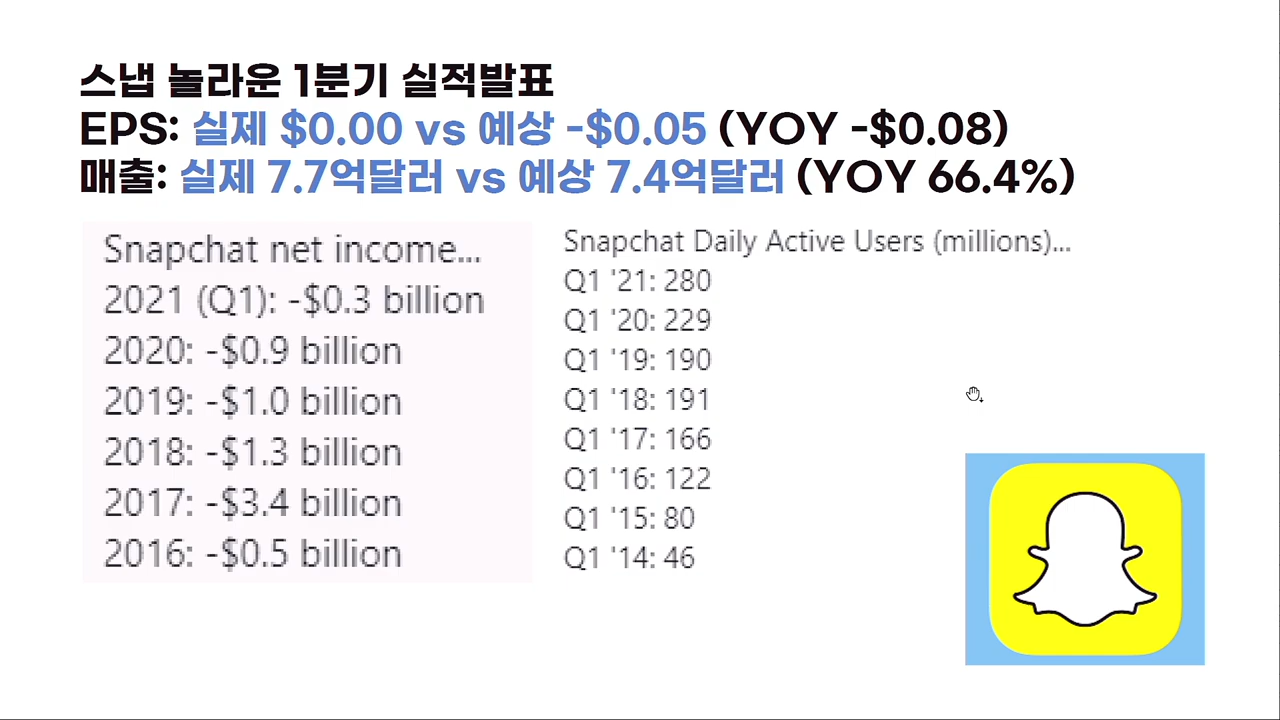 스냅 놀라운 1분기 실적발표
EPS: 실제 $0.00 vs 예상 -$0.05 (YOY -$0.08)
매출: 실제 7.7억달러 vs 예상 7.4억달러 (YOY 66.4%)
Snapchat net income...
2021 (Q1): -$0.3 billion
2020: -$0.9 billion
2019: -$1.0 billion
2018: -$1.3 billion
2017: -$3.4 billion
2016: -$0.5 billion
Snapchat Daily Active Users (millions)...
Q1 '21: 280
Q1 '20: 229
Q1 '19: 190
Q1 '18: 191
Q1 '17: 166
Q1 '16: 122
Q1 '15: 80
Q1 '14: 46